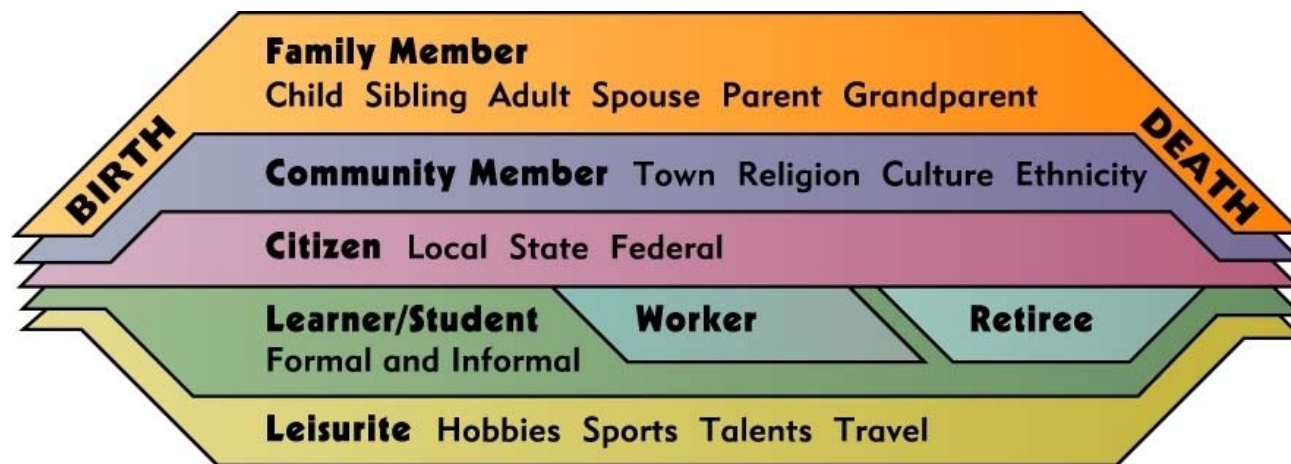 Family Member
Child Sibling Adult Spouse Parent Grandparent
BIRTH
DEATH
Community Member Town Religion Culture Ethnicity
Citizen Local State Federal
Learner/Student
Formal and Informal
Worker
Retiree
Leisurite Hobbies Sports Talents Travel